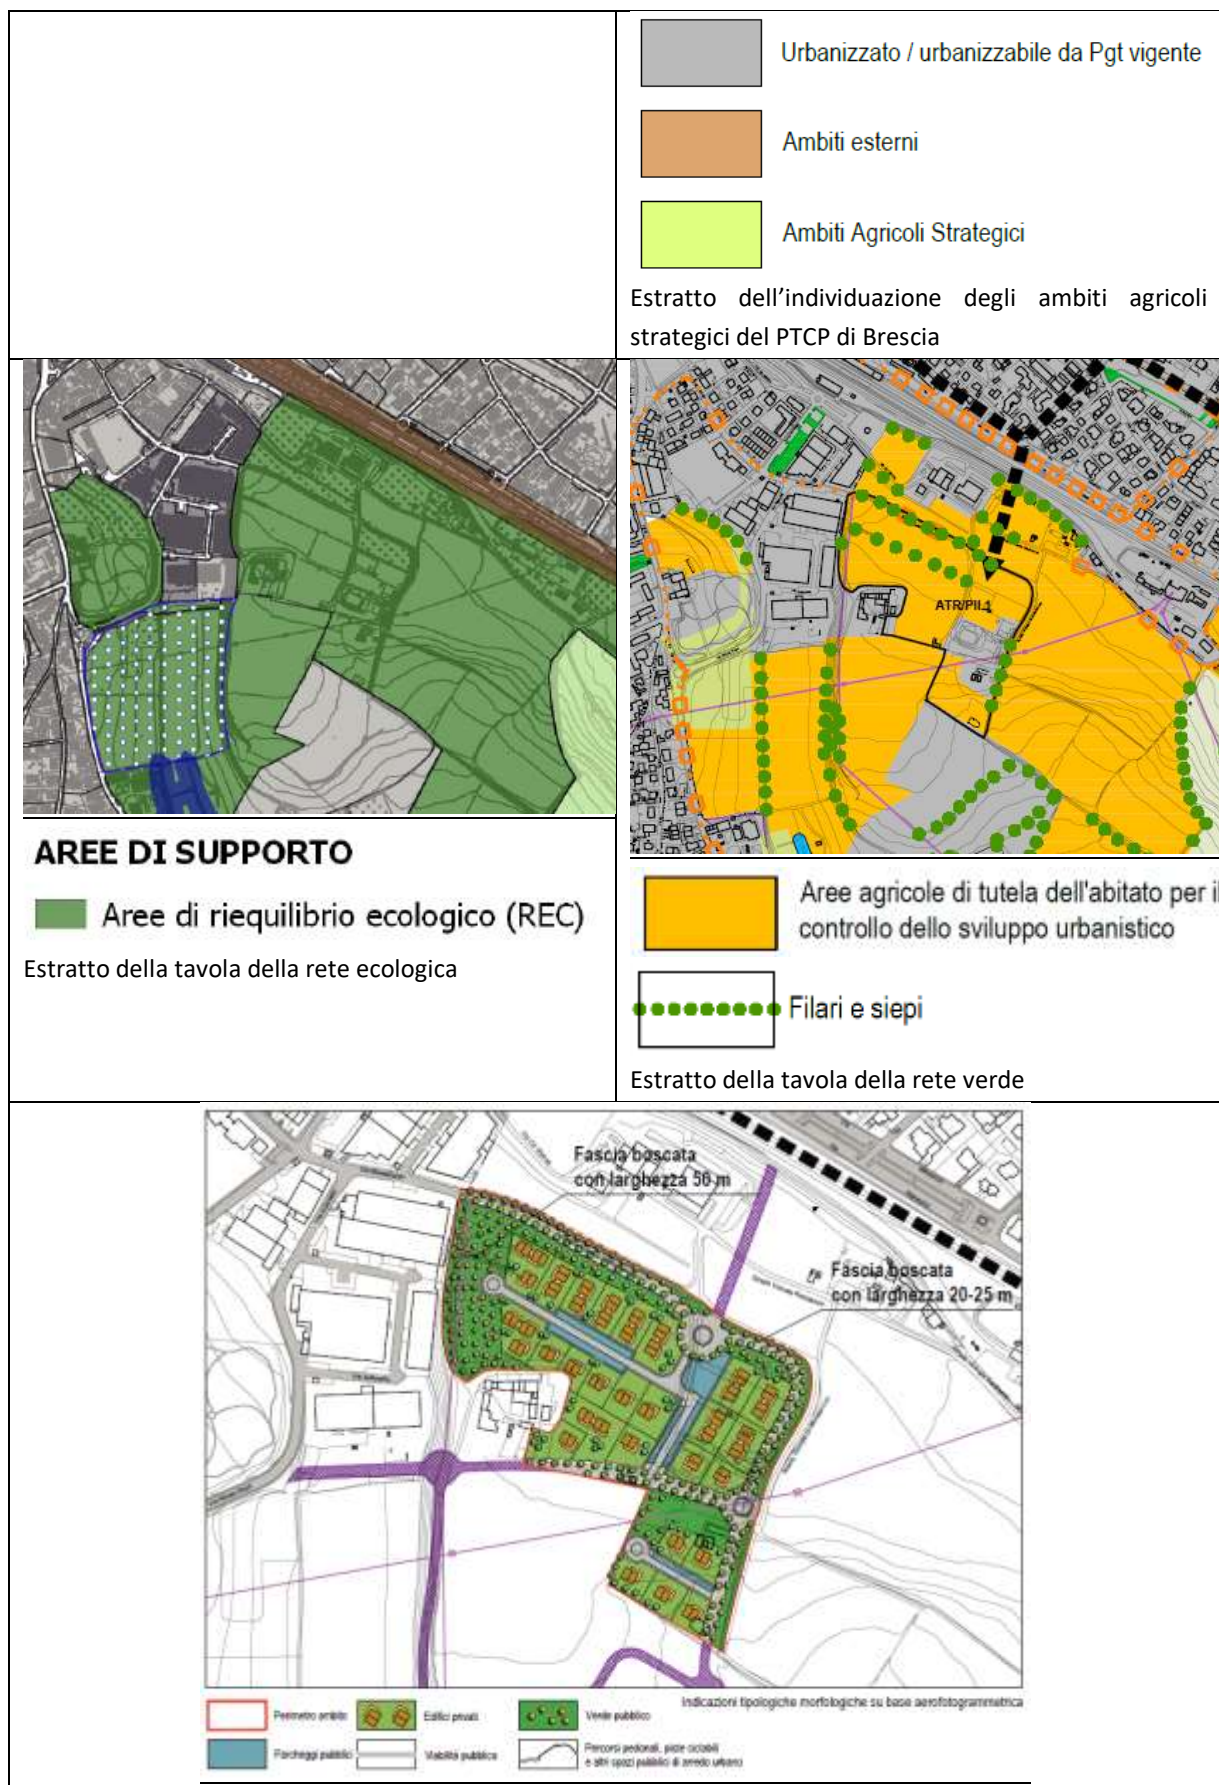 Urbanizzato / urbanizzabile da Pgt vigente
Ambiti esterni
Ambiti Agricoli Strategici
Estratto dell'individuazione degli ambiti agricoli
strategici del PTCP di Brescia
ATR/PII.1
AREE DI SUPPORTO
Aree di riequilibrio ecologico (REC)
Estratto della tavola della rete ecologica
Aree agricole di tutela dell'abitato per il
controllo dello sviluppo urbanistico
Filari e siepi
Estratto della tavola della rete verde
Fascia boscata
con larghezza 50 m
Fascia boscata
con larghezza 20-25 m
Indicazioni tipologiche morfologiche su base aerofotogrammetrica
Perimetro ambito
Edifici privati
Verde pubblico
Parcheggi pubblici
Viabilità pubblica
Percorsi pedonali, piste ciclabili
e altri spazi pubblici di arredo urbano